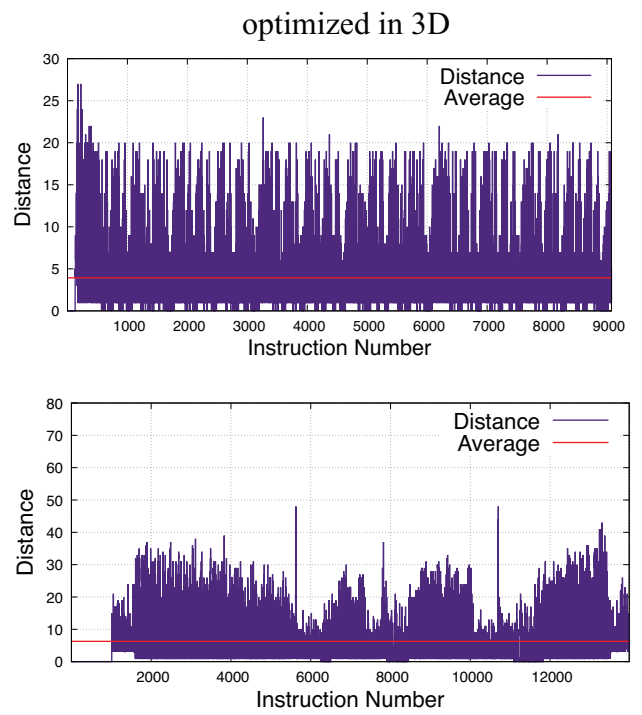 optimized in 3D
30
25
20
15
10
5
0
Distance
Distance
Average
1000 2000 3000 4000 5000 6000 7000 8000 9000
Instruction Number
80
70
60
50
40
30
20
10
0
Distance
Distance
Average
2000 4000 6000 8000 10000 12000
Instruction Number